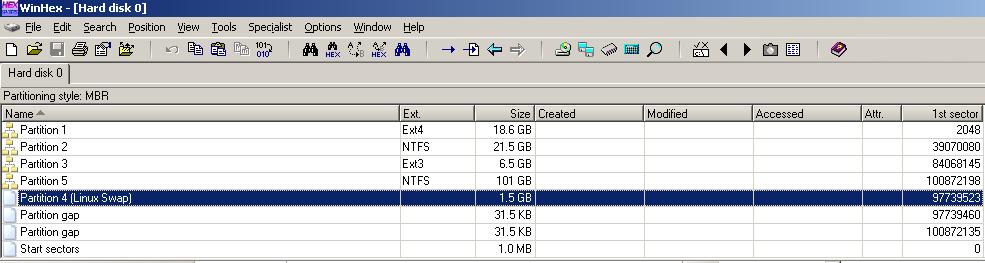 WinHex - [Hard disk 0]
File Edit Search Position View Tools Specialist Options Window Help
Hard disk 0
Partitioning style: MBR
Name Ext. Size Created Modified Accessed Attr. 1st sector
Partition 1 Ext4 18.6 GB 2048
Partition 2 NTFS 21.5 GB 39070080
Partition 3 Ext3 6.5 GB 84068145
Partition 5 NTFS 101 GB 100872198
Partition 4 (Linux Swap) 1.5 GB 97739523
Partition gap 31.5 KB 97739460
Partition gap 31.5 KB 100872135
Start sectors 1.0 MB 0